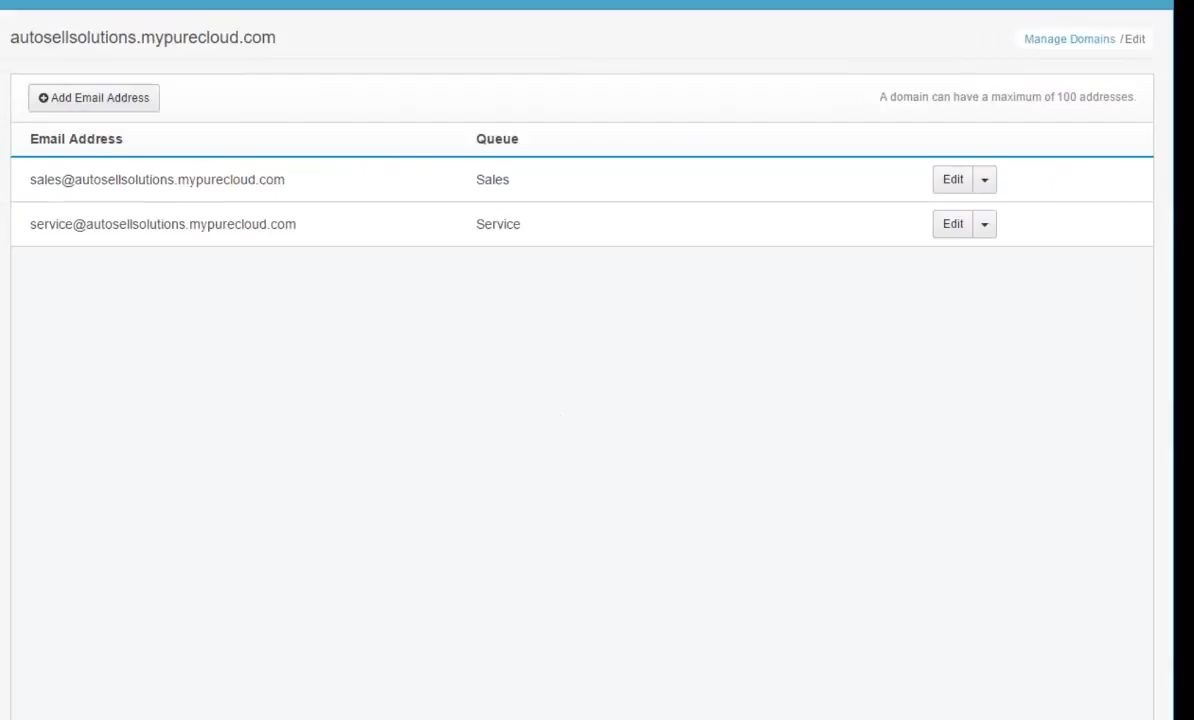 autosellsolutions.mypurecloud.com
Manage Domains / Edit
Add Email Address
A domain can have a maximum of 100 addresses.
Email Address Queue
sales@autosellsolutions.mypurecloud.com Sales Edit
service@autosellsolutions.mypurecloud.com Service Edit